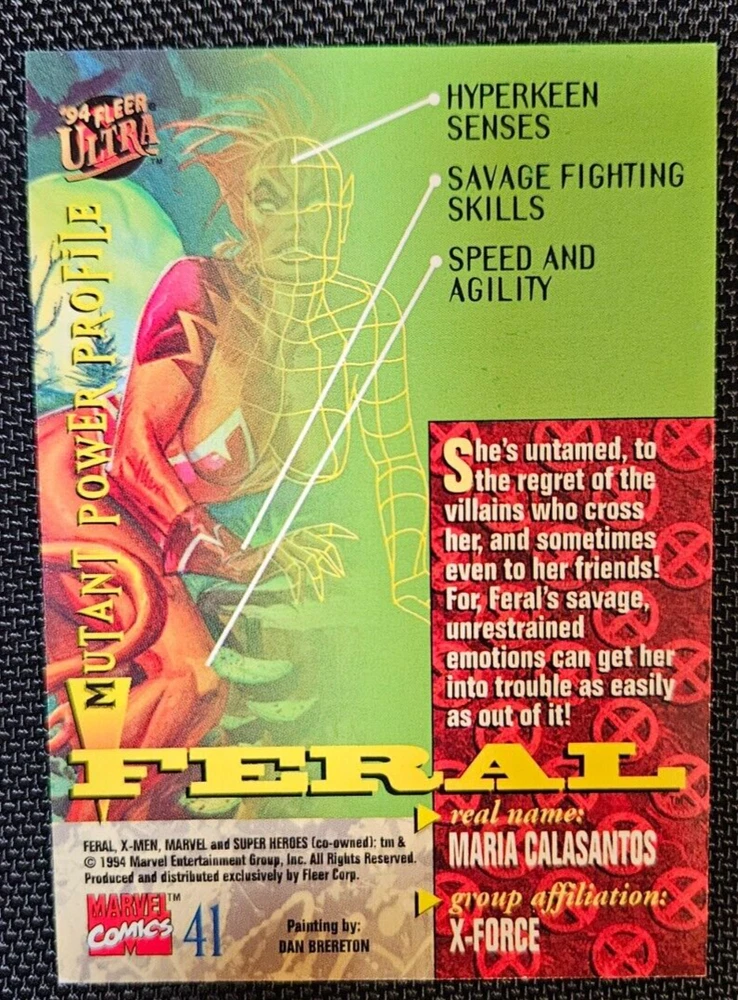 '94 FLEER
ULTRA™
MUTANT POWER PROFILE
HYPERKEEN
SENSES
SAVAGE FIGHTING
SKILLS
SPEED AND
AGILITY
She's untamed, to
the regret of the
villains who cross
her, and sometimes
even to her friends!
For, Feral's savage,
unrestrained
emotions can get her
into trouble as easily
as out of it!
FERAL™
real name:
MARIA CALASANTOS
group affiliation:
X-FORCE
FERAL, X-MEN, MARVEL and SUPER HEROES (co-owned): tm &
© 1994 Marvel Entertainment Group, Inc. All Rights Reserved.
Produced and distributed exclusively by Fleer Corp.
MARVEL™
COMICS
41
Painting by:
DAN BRERETON